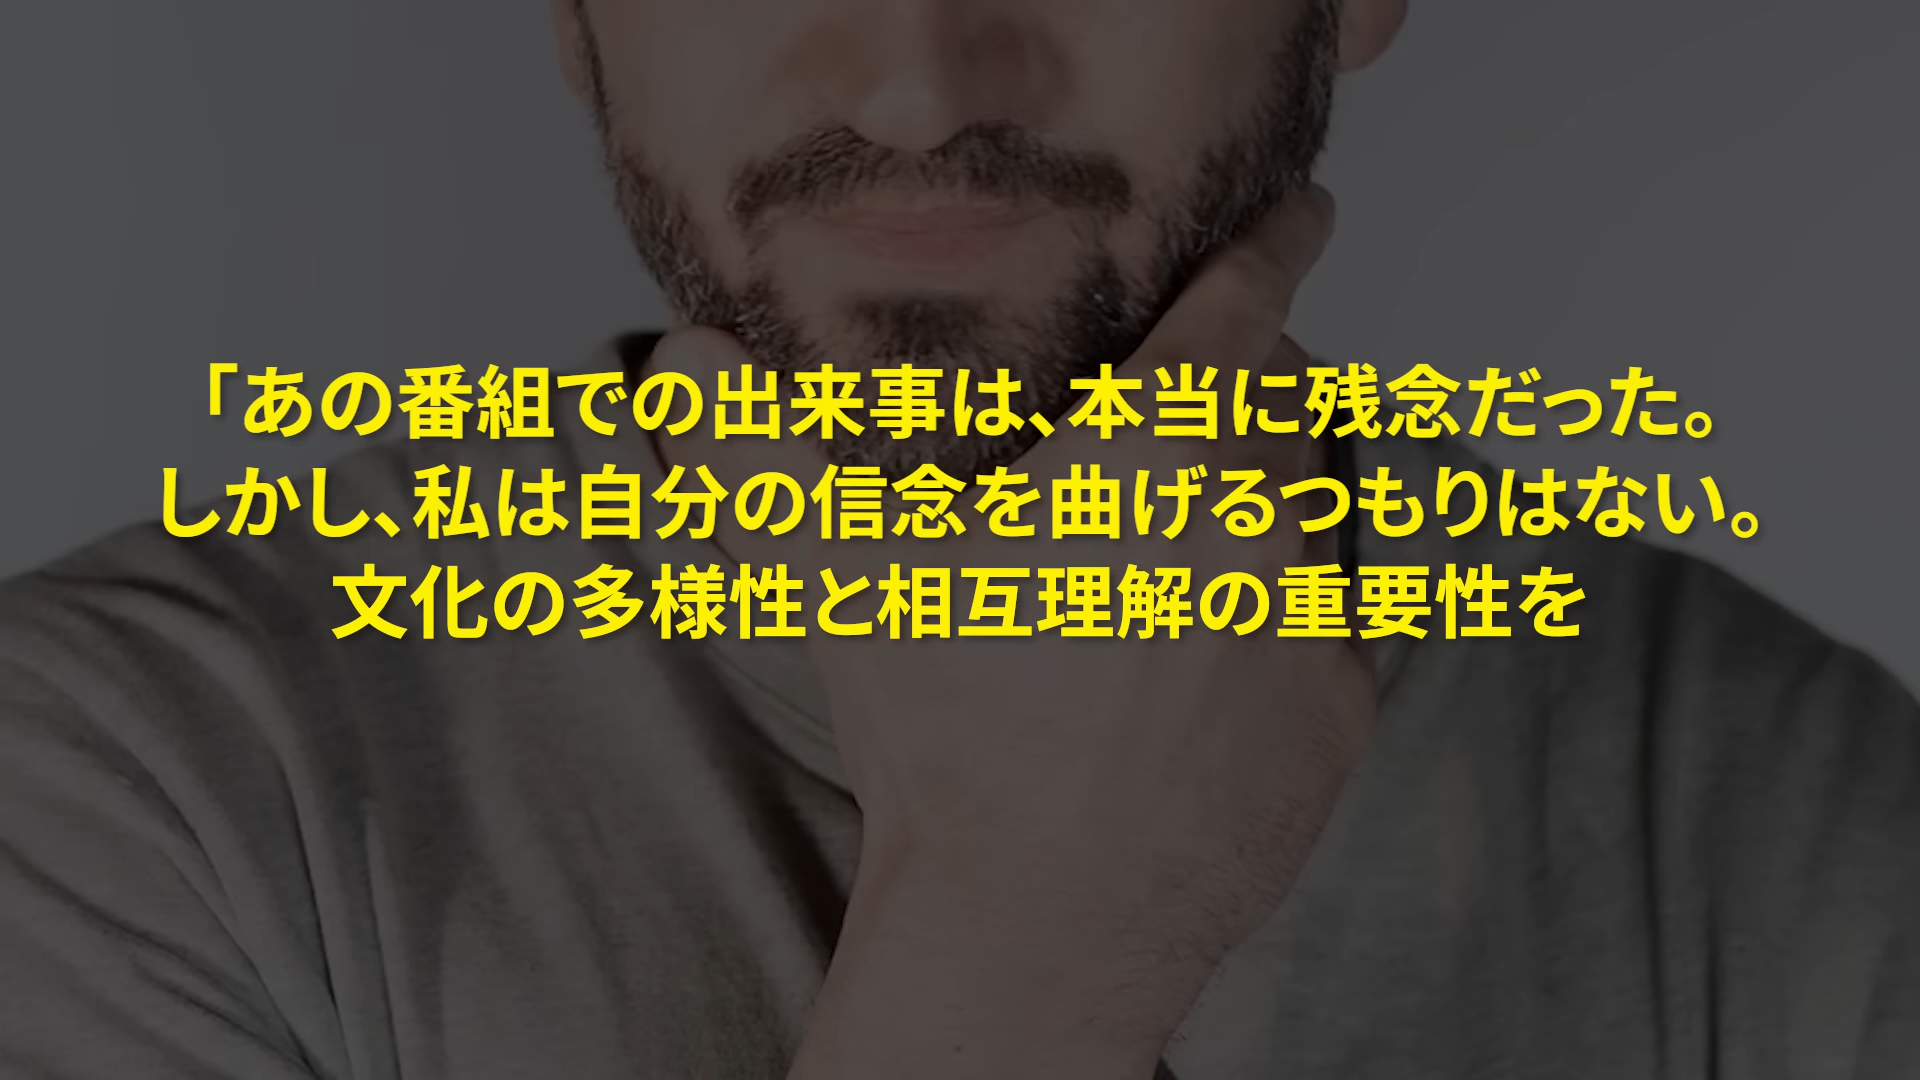 「あの番組での出来事は、本当に残念だった。
しかし、私は自分の信念を曲げるつもりはない。
文化の多様性と相互理解の重要性を